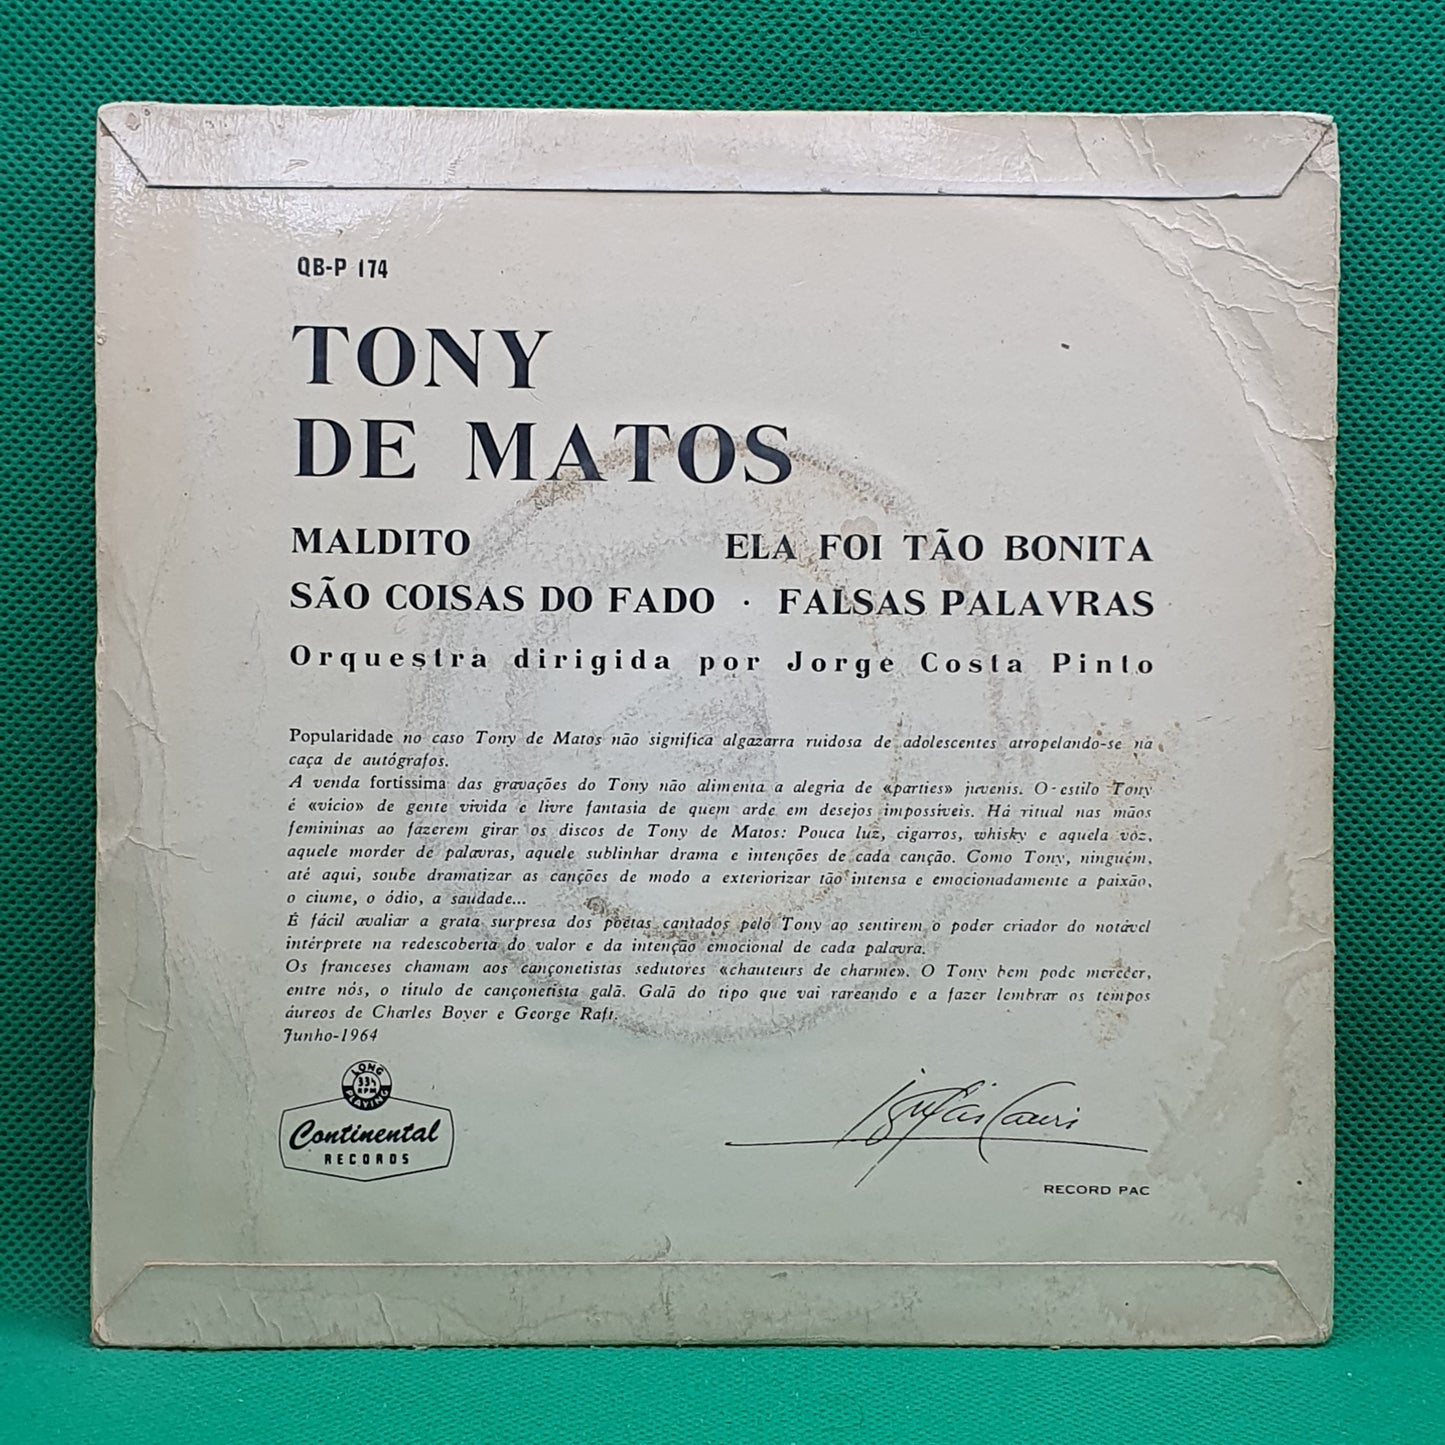 QB-P 174
TONY
DE MATOS
MALDITO ELA FOI TÃO BONITA
SÃO COISAS DO FADO · FALSAS PALAVRAS
Orquestra dirigida por Jorge Costa Pinto
Popularidade no caso Tony de Matos não significa algazarra ruidosa de adolescentes atropelando-se na
caça de autógrafos.
A venda fortíssima das gravações do Tony não alimenta a alegria de «parties» juvenis. O-estilo Tony
é «vício» de gente vivida e livre fantasia de quem arde em desejos impossíveis. Há ritual nas mãos
femininas ao fazerem girar os discos de Tony de Matos: Pouca luz, cigarros, whisky e aquela vóz,
aquele morder de palavras, aquele sublinhar drama e intenções de cada canção. Como Tony, ninguém,
até aqui, soube dramatizar as canções de modo a exteriorizar tão intensa e emocionadamente a paixão,
o ciume, o ódio, a saudade...
É fácil avaliar a grata surpresa dos poetas cantados pelo Tony ao sentirem o poder criador do notável
intérprete na redescoberta do valor e da intenção emocional de cada palavra.
Os franceses chamam aos cançonetistas sedutores «chauteurs de charme». O Tony bem pode merecer,
entre nós, o título de cançonetista galã. Galã do tipo que vai rareando e a fazer lembrar os tempos
áureos de Charles Boyer e George Raft.
Junho-1964
LONG
33⅓
RPM
PLAYING
Continental
RECORDS
RECORD PAC